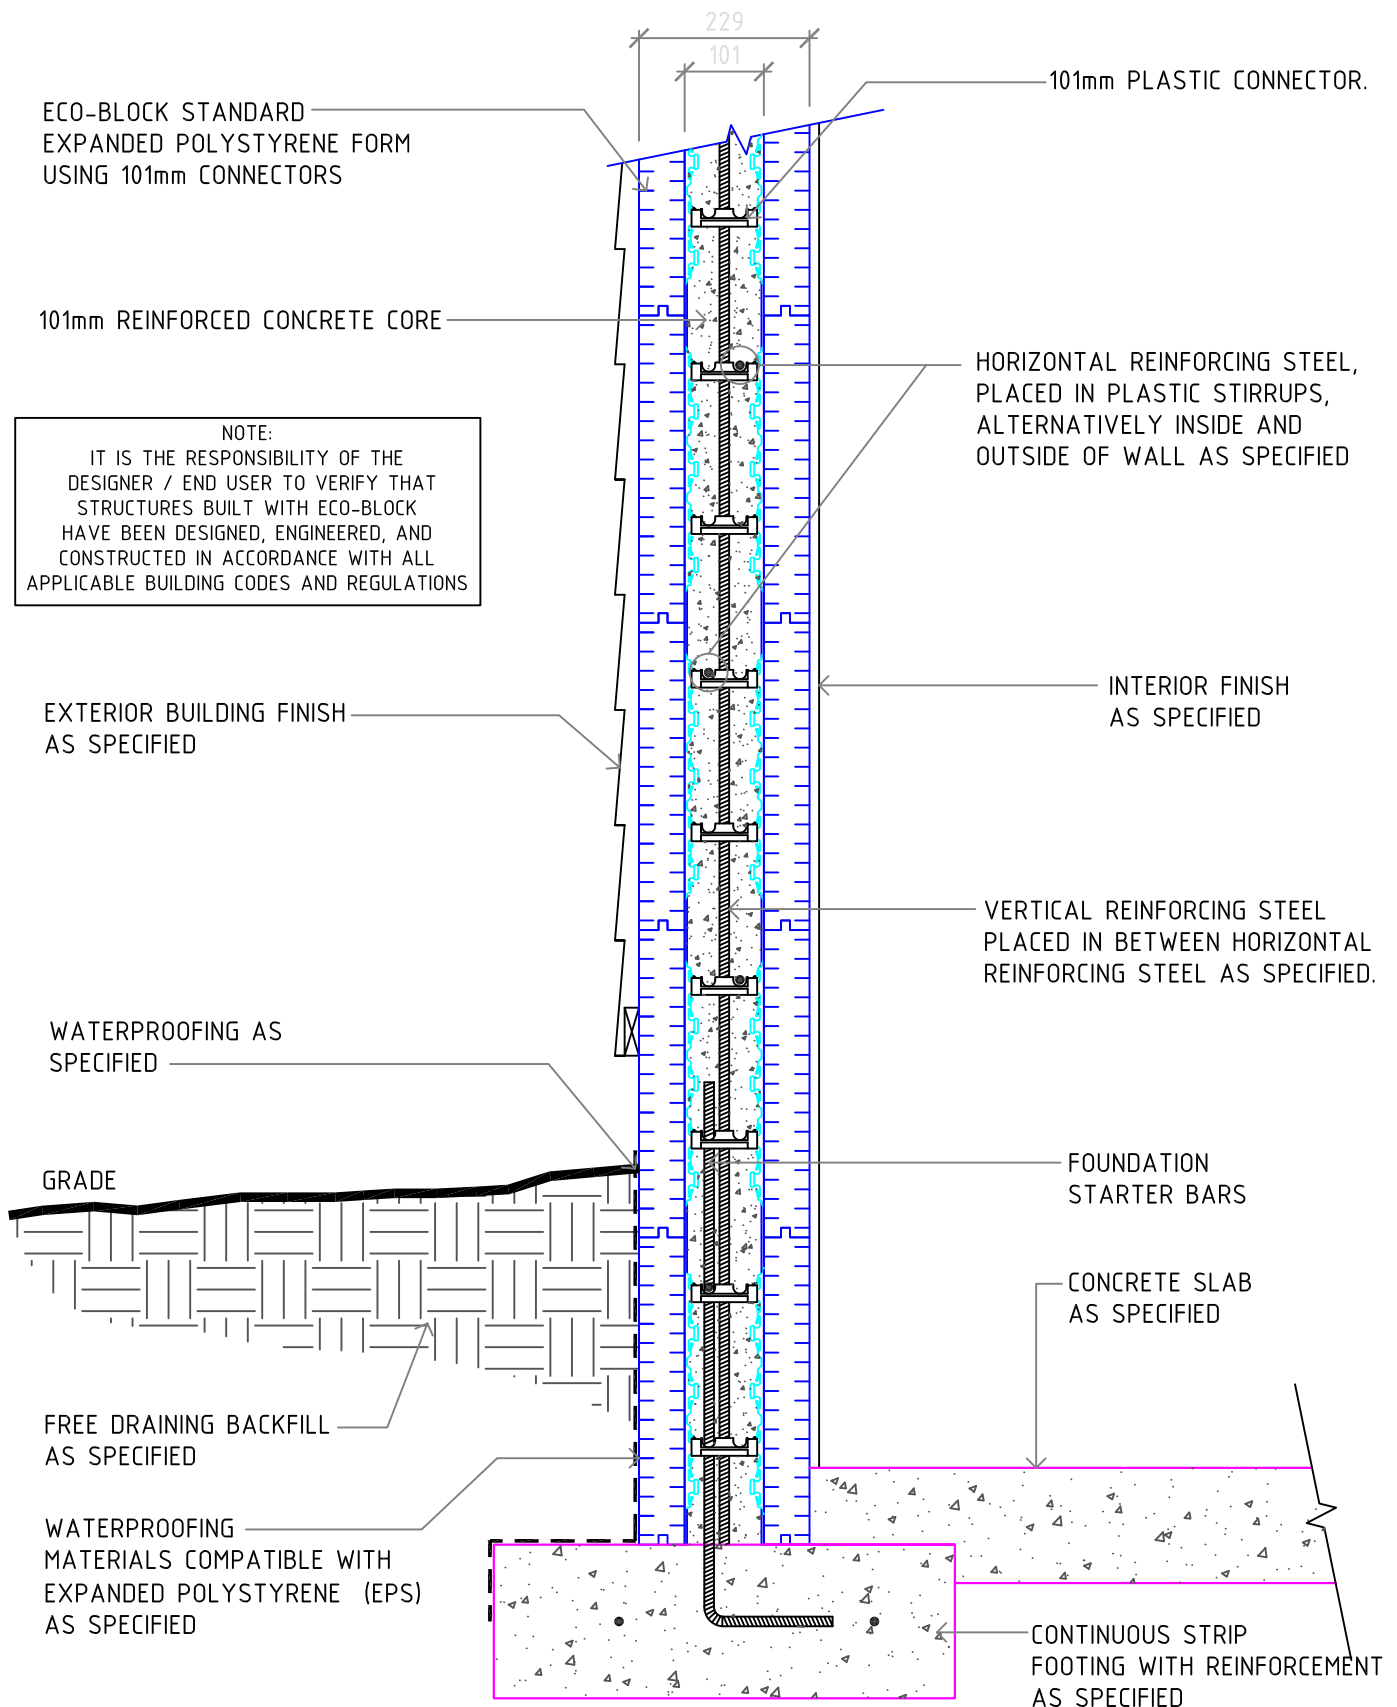 229
101
101mm PLASTIC CONNECTOR.
ECO-BLOCK STANDARD
EXPANDED POLYSTYRENE FORM
USING 101mm CONNECTORS
101mm REINFORCED CONCRETE CORE
HORIZONTAL REINFORCING STEEL,
PLACED IN PLASTIC STIRRUPS,
ALTERNATIVELY INSIDE AND
OUTSIDE OF WALL AS SPECIFIED
NOTE:
IT IS THE RESPONSIBILITY OF THE
DESIGNER / END USER TO VERIFY THAT
STRUCTURES BUILT WITH ECO-BLOCK
HAVE BEEN DESIGNED, ENGINEERED, AND
CONSTRUCTED IN ACCORDANCE WITH ALL
APPLICABLE BUILDING CODES AND REGULATIONS
INTERIOR FINISH
AS SPECIFIED
EXTERIOR BUILDING FINISH
AS SPECIFIED
VERTICAL REINFORCING STEEL
PLACED IN BETWEEN HORIZONTAL
REINFORCING STEEL AS SPECIFIED.
WATERPROOFING AS
SPECIFIED
GRADE
FOUNDATION
STARTER BARS
CONCRETE SLAB
AS SPECIFIED
FREE DRAINING BACKFILL
AS SPECIFIED
WATERPROOFING
MATERIALS COMPATIBLE WITH
EXPANDED POLYSTYRENE (EPS)
AS SPECIFIED
CONTINUOUS STRIP
FOOTING WITH REINFORCEMENT
AS SPECIFIED